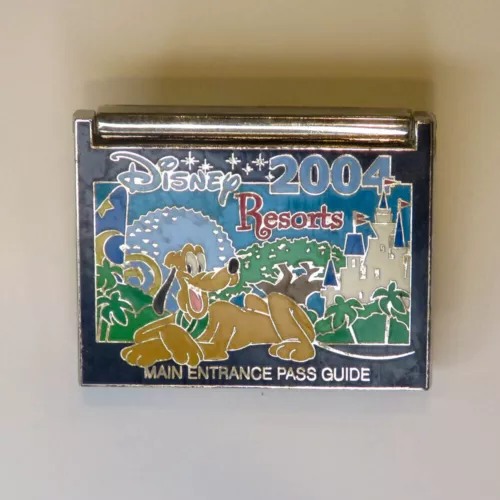 Disney 2004
Resorts
MAIN ENTRANCE PASS GUIDE